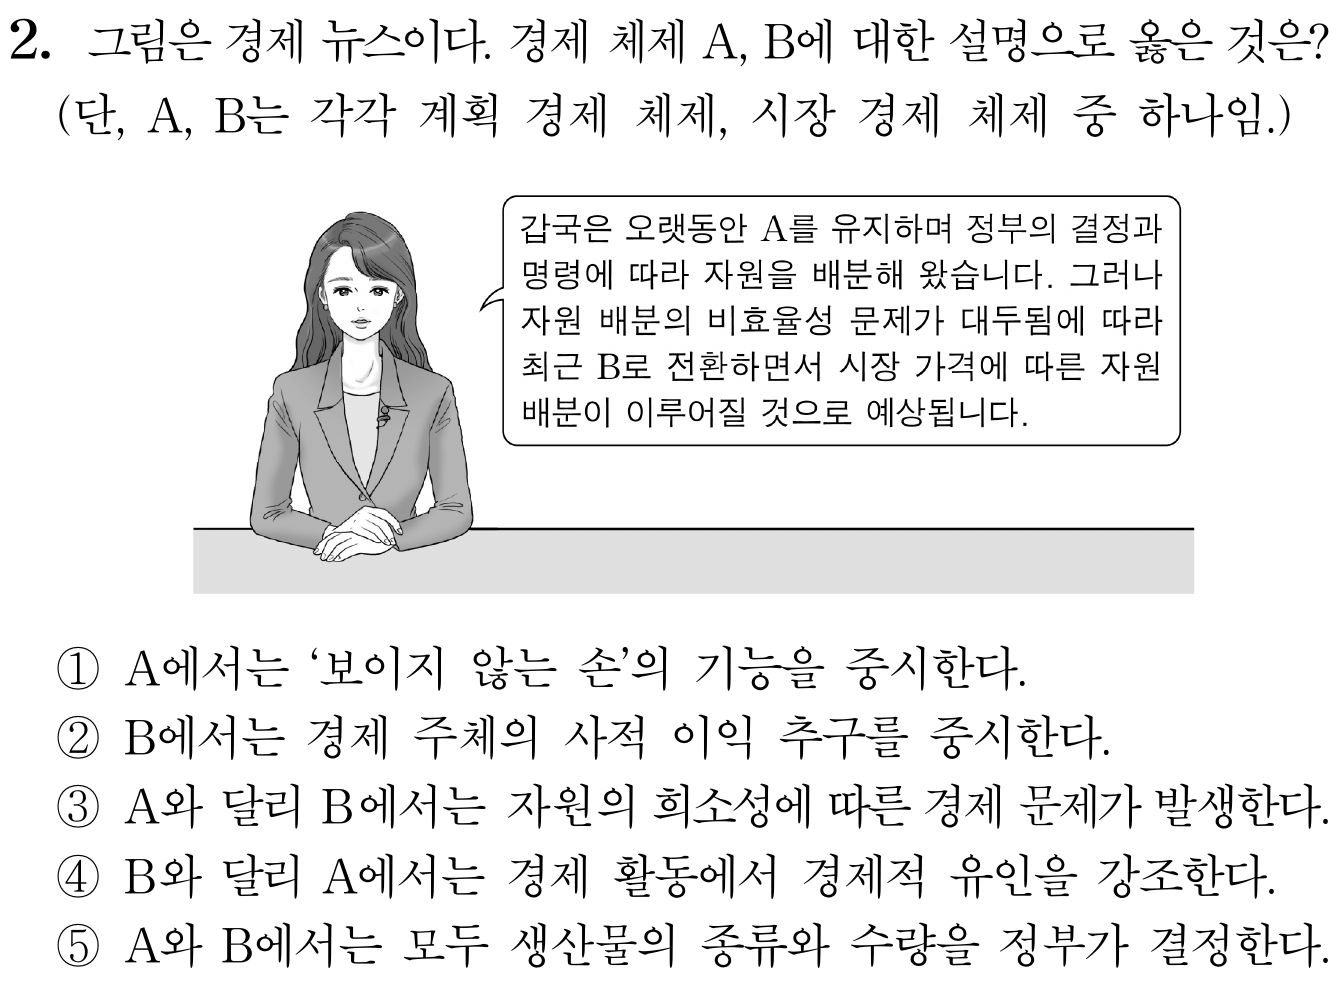 2. 그림은 경제 뉴스이다. 경제 체제 A, B에 대한 설명으로 옳은 것은?
(단, A, B는 각각 계획 경제 체제, 시장 경제 체제 중 하나임.)
갑국은 오랫동안 A를 유지하며 정부의 결정과
명령에 따라 자원을 배분해 왔습니다. 그러나
자원 배분의 비효율성 문제가 대두됨에 따라
최근 B로 전환하면서 시장 가격에 따른 자원
배분이 이루어질 것으로 예상됩니다.
① A에서는 ‘보이지 않는 손’의 기능을 중시한다.
② B에서는 경제 주체의 사적 이익 추구를 중시한다.
③ A와 달리 B에서는 자원의 희소성에 따른 경제 문제가 발생한다.
④ B와 달리 A에서는 경제 활동에서 경제적 유인을 강조한다.
⑤ A와 B에서는 모두 생산물의 종류와 수량을 정부가 결정한다.